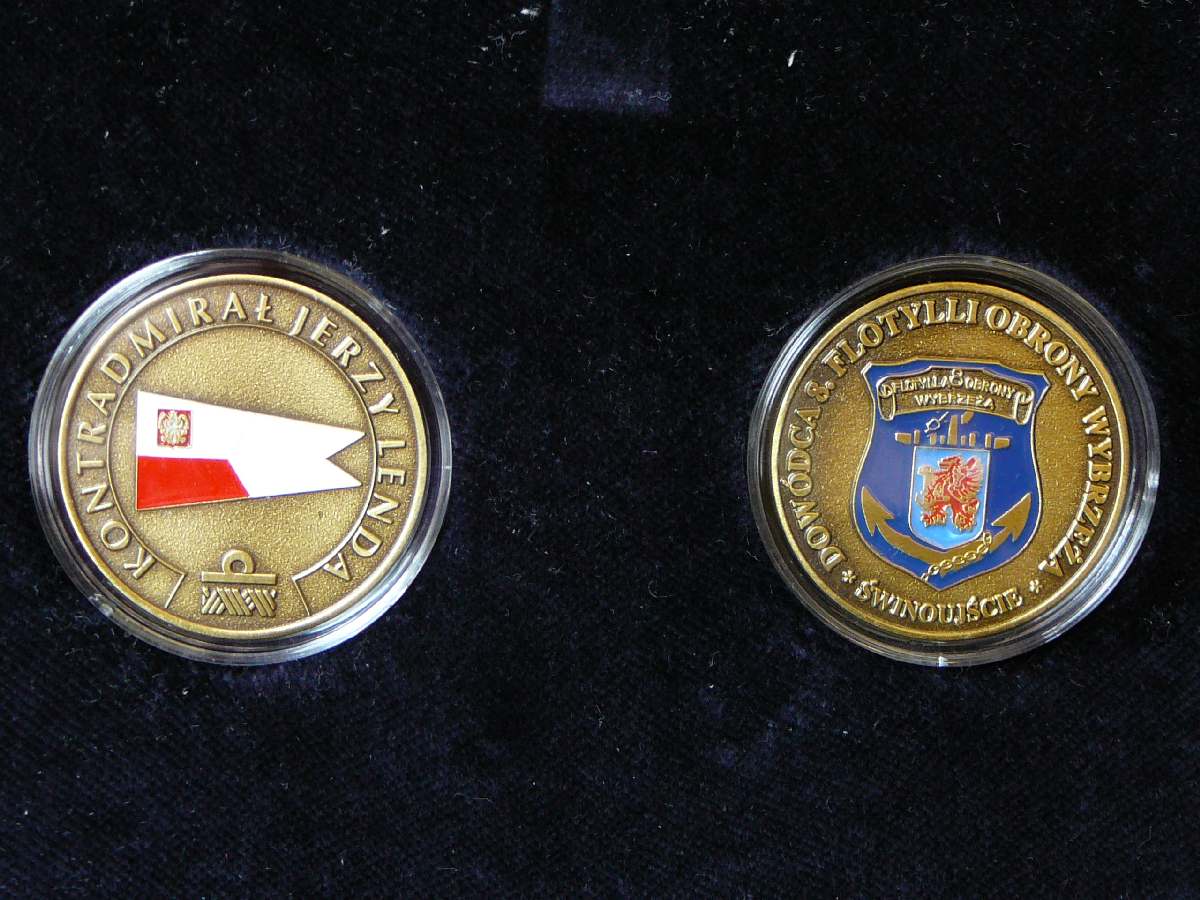 KONTRADMIRAŁ JERZY LENDA
DOWÓDCA 8. FLOTYLLI OBRONY WYBRZEŻA
FLOTYLLA 8 OBRONY
WYBRZEŻA
* ŚWINOUJŚCIE *